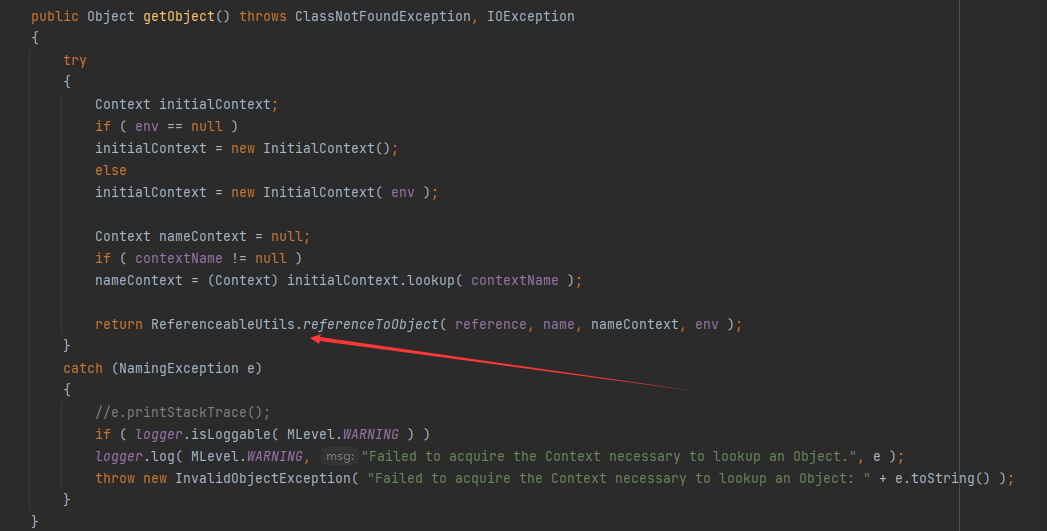 public Object getObject() throws ClassNotFoundException, IOException
{
try
{
Context initialContext;
if ( env == null )
initialContext = new InitialContext();
else
initialContext = new InitialContext( env );
Context nameContext = null;
if ( contextName != null )
nameContext = (Context) initialContext.lookup( contextName );
return ReferenceableUtils.referenceToObject( reference, name, nameContext, env );
}
catch (NamingException e)
{
//e.printStackTrace();
if ( logger.isLoggable( MLevel.WARNING ) )
logger.log( MLevel.WARNING, msg: "Failed to acquire the Context necessary to lookup an Object.", e );
throw new InvalidObjectException( "Failed to acquire the Context necessary to lookup an Object: " + e.toString() );
}
}